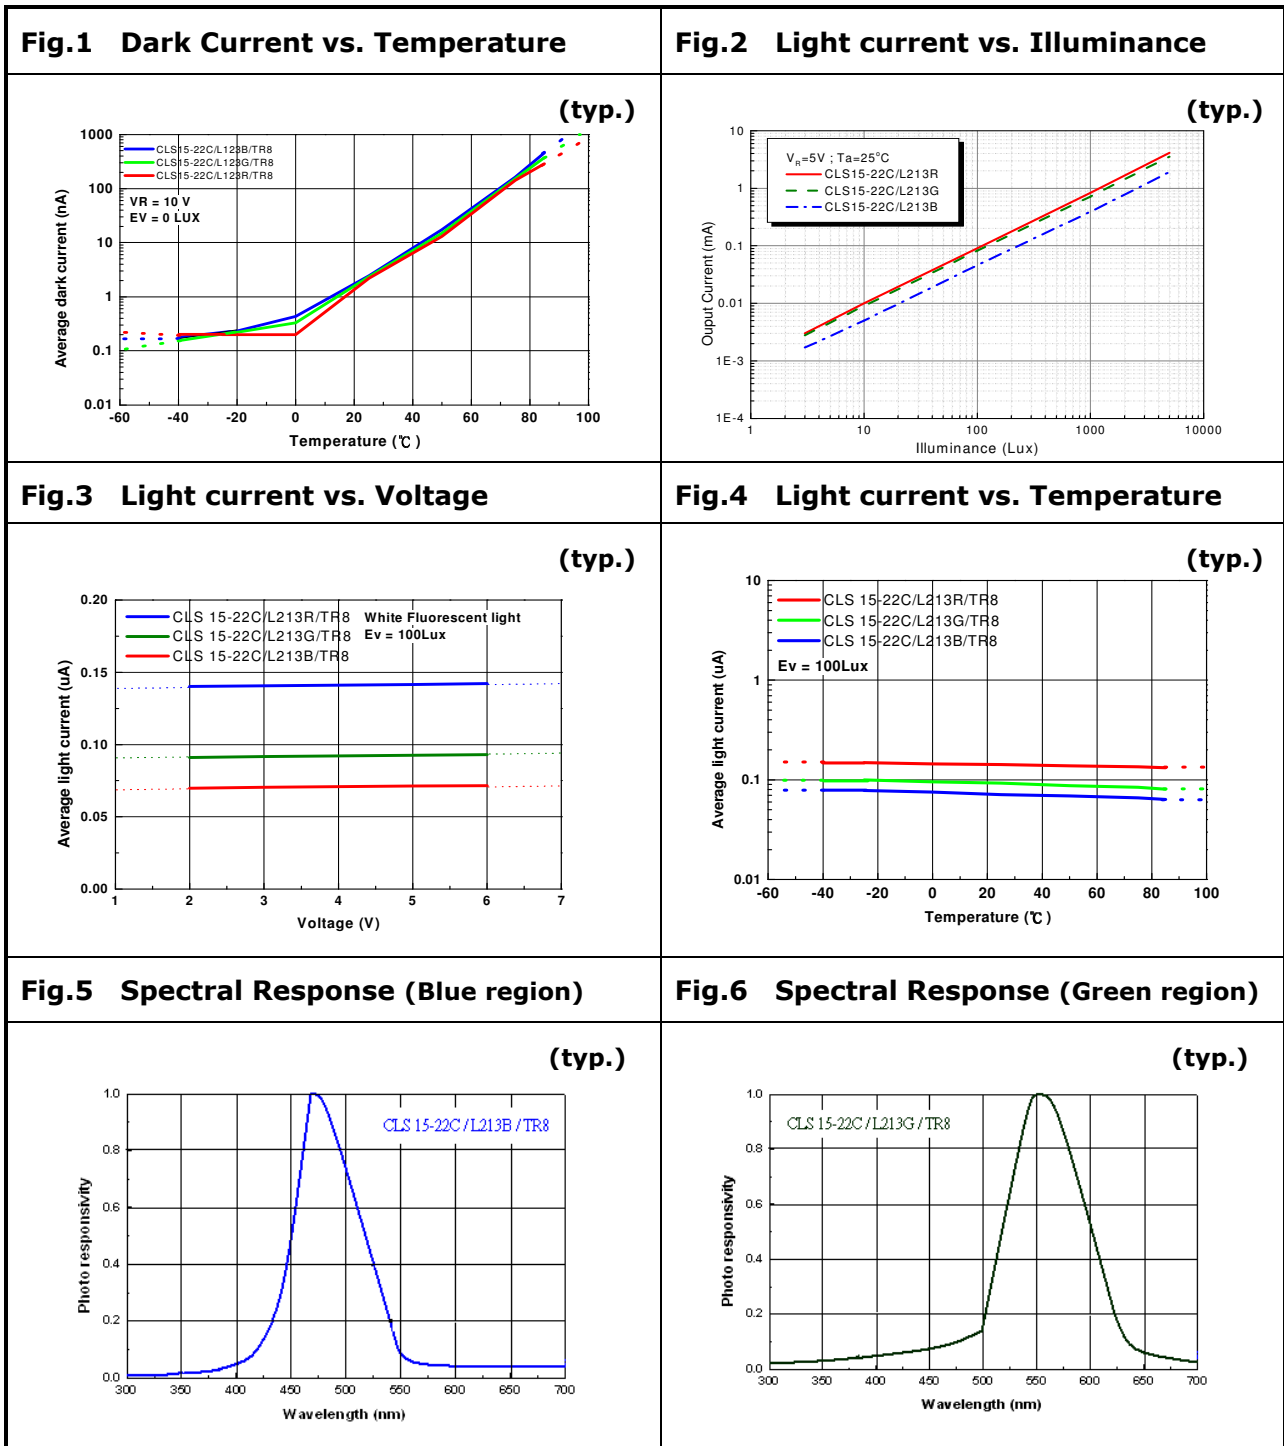 Fig.1 Dark Current vs. Temperature
Fig.2 Light current vs. Illuminance
(typ.)
1000
100
10
1
0.1
0.01
Average dark current (nA)
CLS15-22C/L123B/TR8
CLS15-22C/L123G/TR8
CLS15-22C/L123R/TR8
VR = 10 V
EV = 0 LUX
-60 -40 -20 0 20 40 60 80 100
Temperature (℃)
(typ.)
10
1
0.1
0.01
1E-3
1E-4
Ouput Current (mA)
VR=5V ; Ta=25°C
CLS15-22C/L213R
CLS15-22C/L213G
CLS15-22C/L213B
1 10 100 1000 10000
Illuminance (Lux)
Fig.3 Light current vs. Voltage
Fig.4 Light current vs. Temperature
(typ.)
0.20
0.15
0.10
0.05
0.00
Average light current (uA)
CLS 15-22C/L213R/TR8 White Fluorescent light
CLS 15-22C/L213G/TR8 Ev = 100Lux
CLS 15-22C/L213B/TR8
1 2 3 4 5 6 7
Voltage (V)
(typ.)
10
1
0.1
0.01
Average light current (uA)
CLS 15-22C/L213R/TR8
CLS 15-22C/L213G/TR8
CLS 15-22C/L213B/TR8
Ev = 100Lux
-60 -40 -20 0 20 40 60 80 100
Temperature (℃)
Fig.5 Spectral Response (Blue region)
Fig.6 Spectral Response (Green region)
(typ.)
1.0
0.8
0.6
0.4
0.2
0.0
Photo responsivity
CLS 15-22C / L213B / TR8
300 350 400 450 500 550 600 650 700
Wavelength (nm)
(typ.)
1.0
0.8
0.6
0.4
0.2
0.0
Photo responsivity
CLS 15-22C / L213G / TR8
300 350 400 450 500 550 600 650 700
Wavelength (nm)